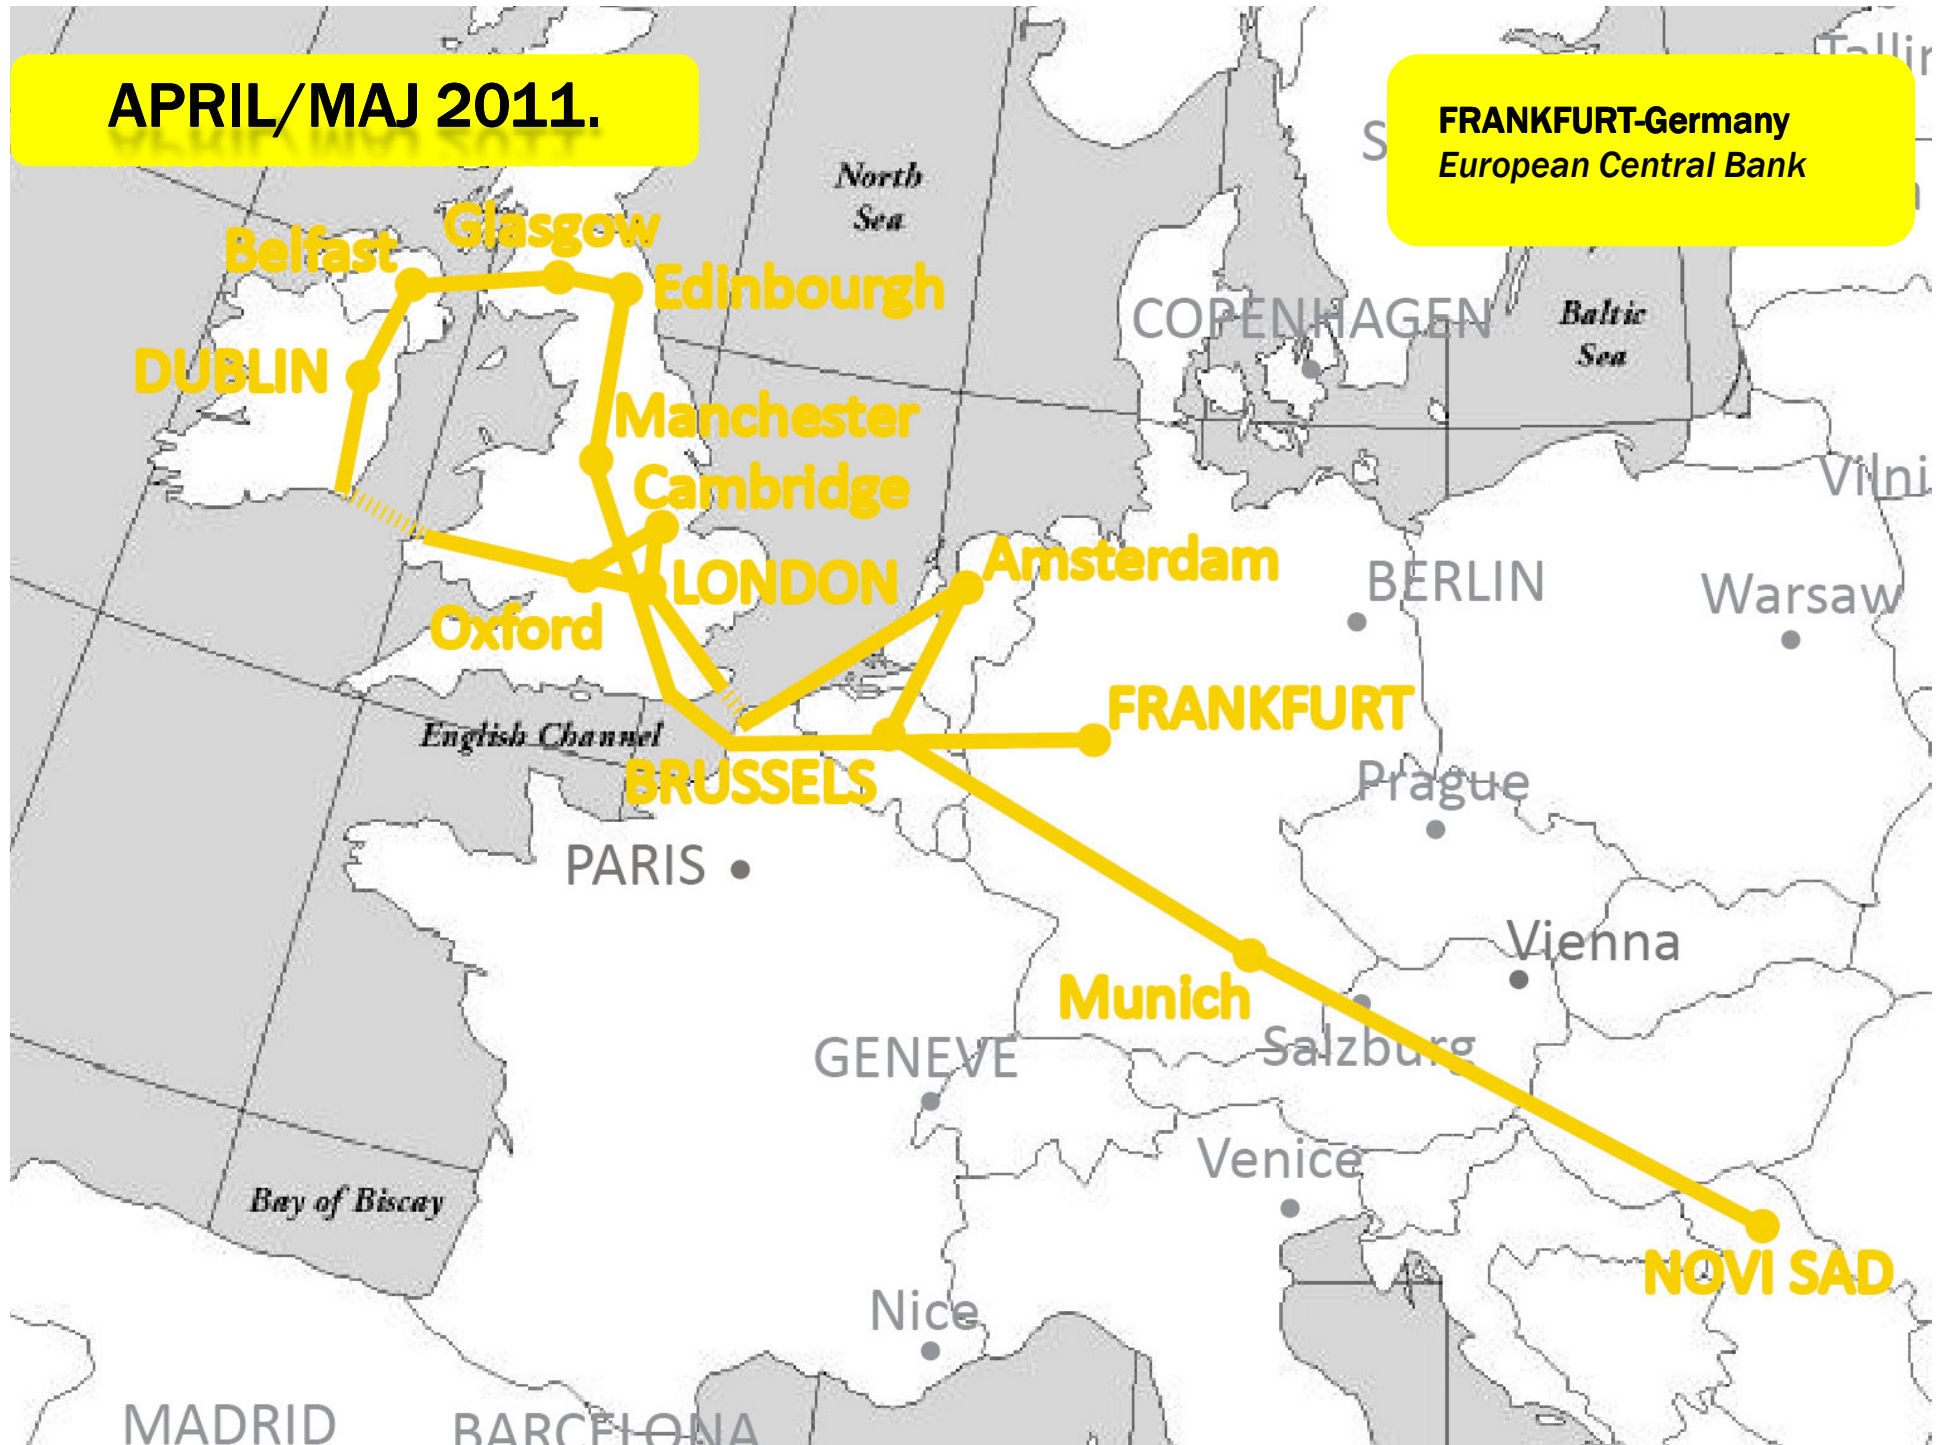 APRIL/MAJ 2011.
FRANKFURT-Germany
European Central Bank
North
Sea
Glasgow
Belfast
Edinbourgh
COPENHAGEN
Baltic
Sea
DUBLIN
Manchester
Cambridge
Amsterdam
LONDON
BERLIN
Warsaw
Oxford
FRANKFURT
English Channel
BRUSSELS
Prague
PARIS
Vienna
Munich
GENEVE
Salzburg
Venice
Bay of Biscay
NOVI SAD
Nice
MADRID
BARCELONA